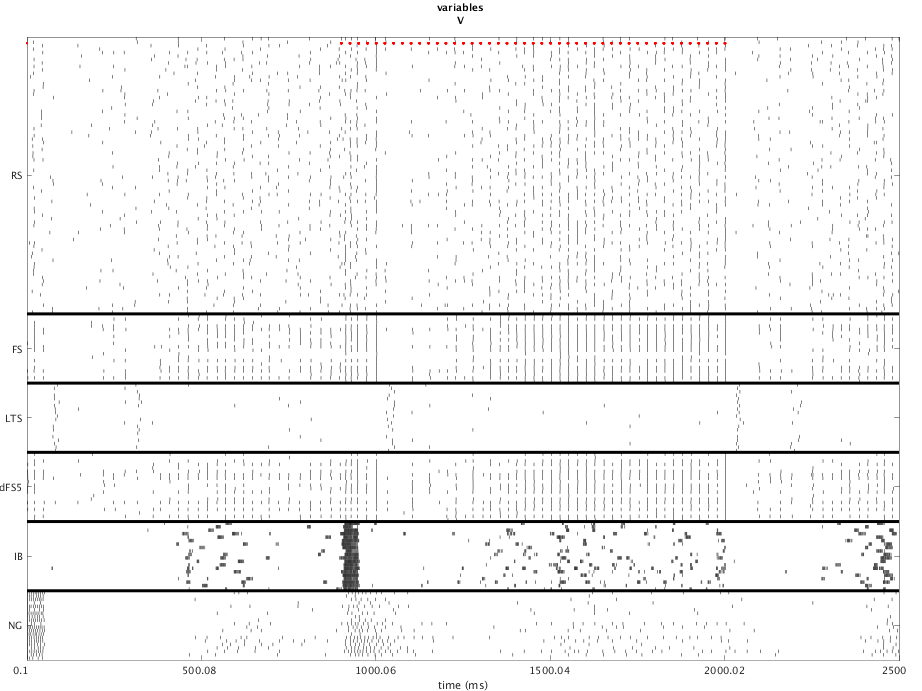 variables
V
RS
FS
LTS
dFS5
IB
NG
0.1
500.08
1000.06
1500.04
2000.02
2500
time (ms)